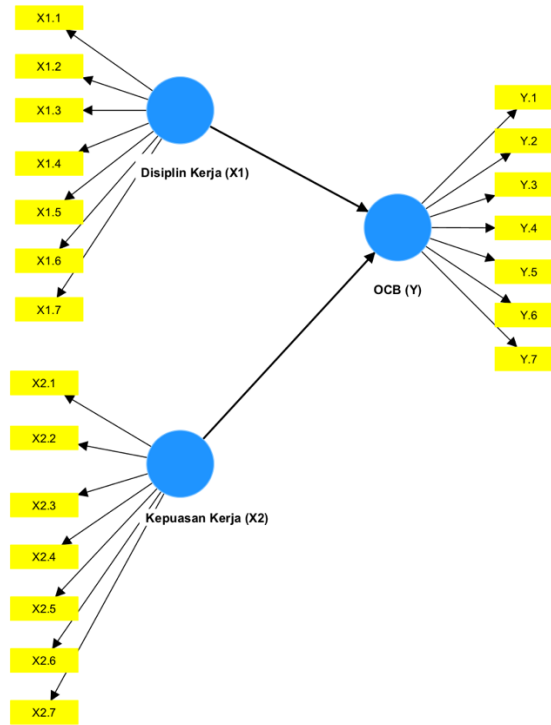 X1.1
X1.2
X1.3
X1.4
X1.5
X1.6
X1.7
Disiplin Kerja (X1)
Y.1
Y.2
Y.3
Y.4
Y.5
Y.6
Y.7
OCB (Y)
X2.1
X2.2
X2.3
X2.4
X2.5
X2.6
X2.7
Kepuasan Kerja (X2)